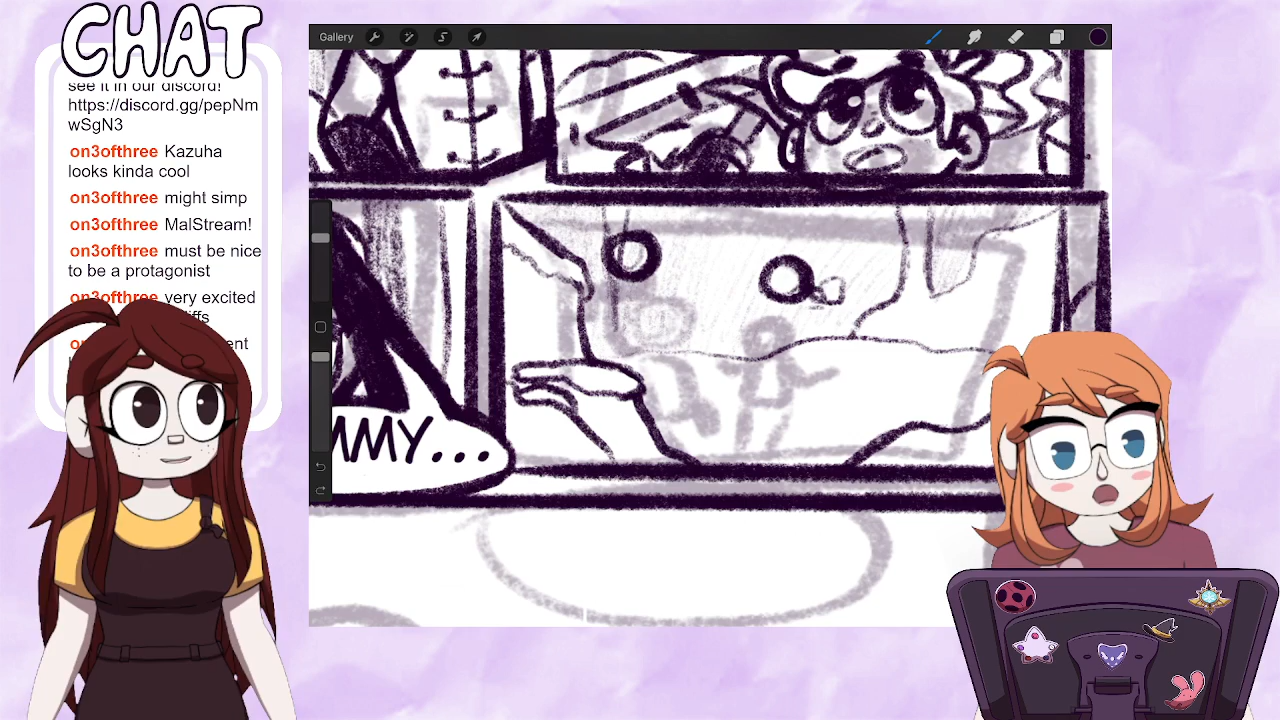 CHAT
see it in our discord!
https://discord.gg/pepNm
wSgN3
on3ofthree Kazuha
looks kinda cool
on3ofthree might simp
on3ofthree MalStream!
on3ofthree must be nice
to be a protagonist
on3ofthree very excited
Gallery
MMY...